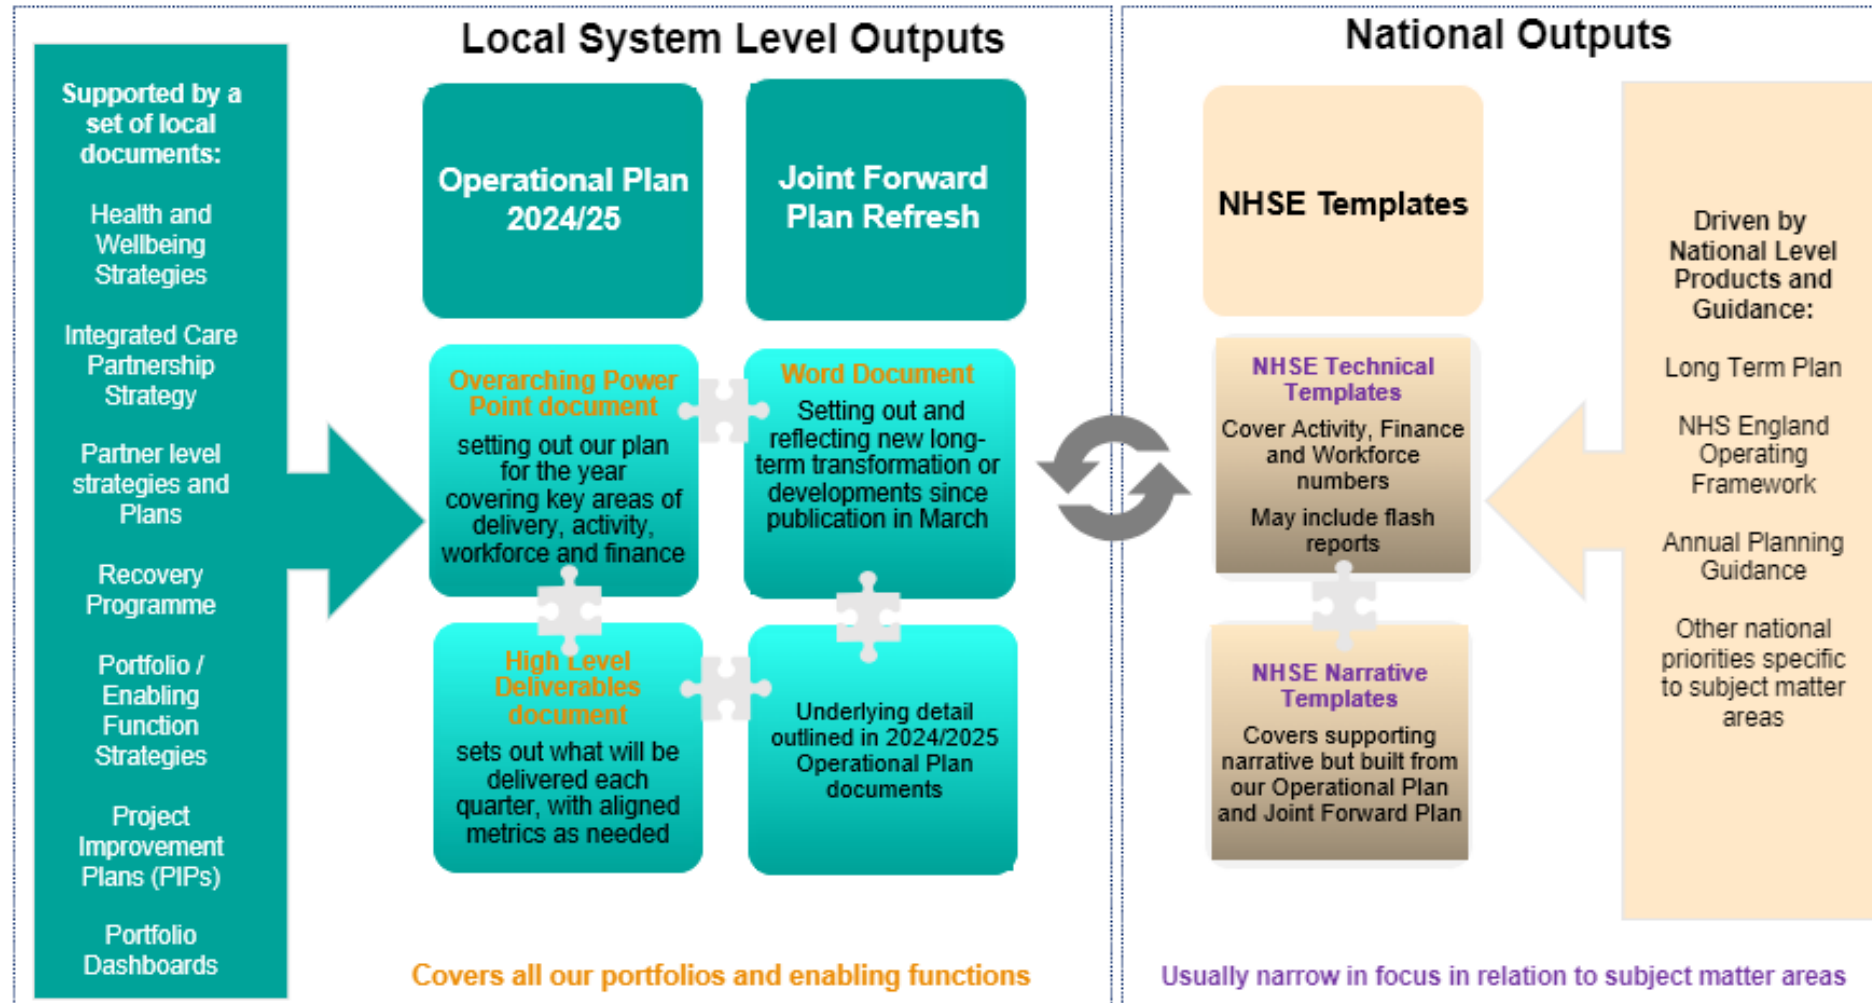 Local System Level Outputs
National Outputs
Supported by a
set of local
documents:
Health and
Wellbeing
Strategies
Integrated Care
Partnership
Strategy
Partner level
strategies and
Plans
Recovery
Programme
Portfolio /
Enabling
Function
Strategies
Project
Improvement
Plans (PIPs)
Portfolio
Dashboards
Operational Plan
2024/25
Joint Forward
Plan Refresh
Overarching Power
Point document
setting out our plan
for the year
covering key areas of
delivery, activity,
workforce and finance
Word Document
Setting out and
reflecting new long-
term transformation or
developments since
publication in March
High Level
Deliverables
document
sets out what will be
delivered each
quarter, with aligned
metrics as needed
Underlying detail
outlined in 2024/2025
Operational Plan
documents
Covers all our portfolios and enabling functions
NHSE Templates
NHSE Technical
Templates
Cover Activity, Finance
and Workforce
numbers
May include flash
reports
NHSE Narrative
Templates
Covers supporting
narrative but built from
our Operational Plan
and Joint Forward Plan
Driven by
National Level
Products and
Guidance:
Long Term Plan
NHS England
Operating
Framework
Annual Planning
Guidance
Other national
priorities specific
to subject matter
areas
Usually narrow in focus in relation to subject matter areas